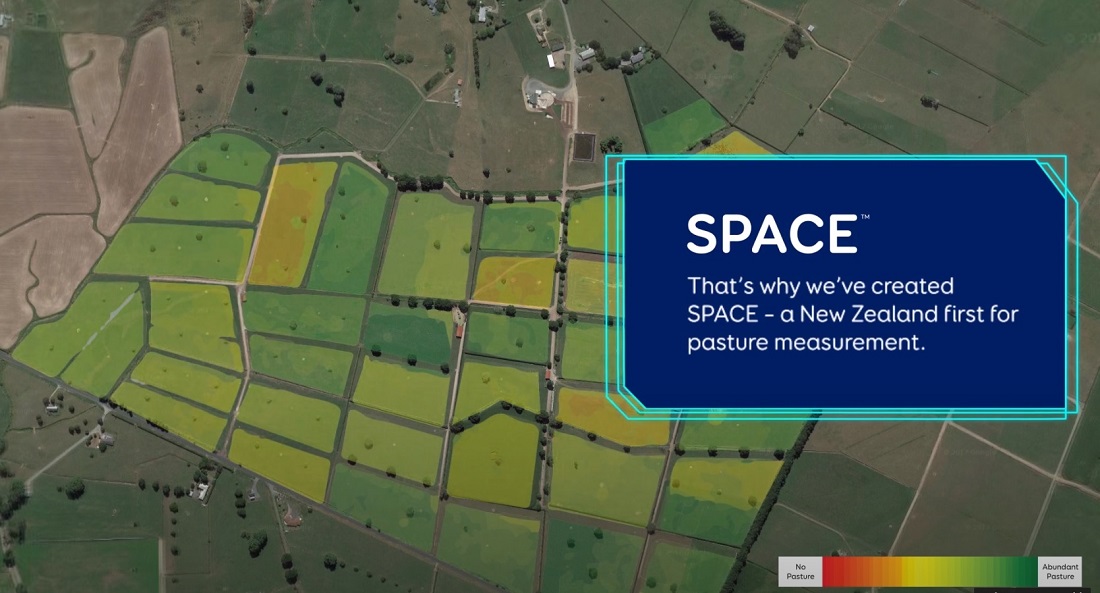 SPACE™
That's why we've created
SPACE – a New Zealand first for
pasture measurement.
No
Pasture
Abundant
Pasture